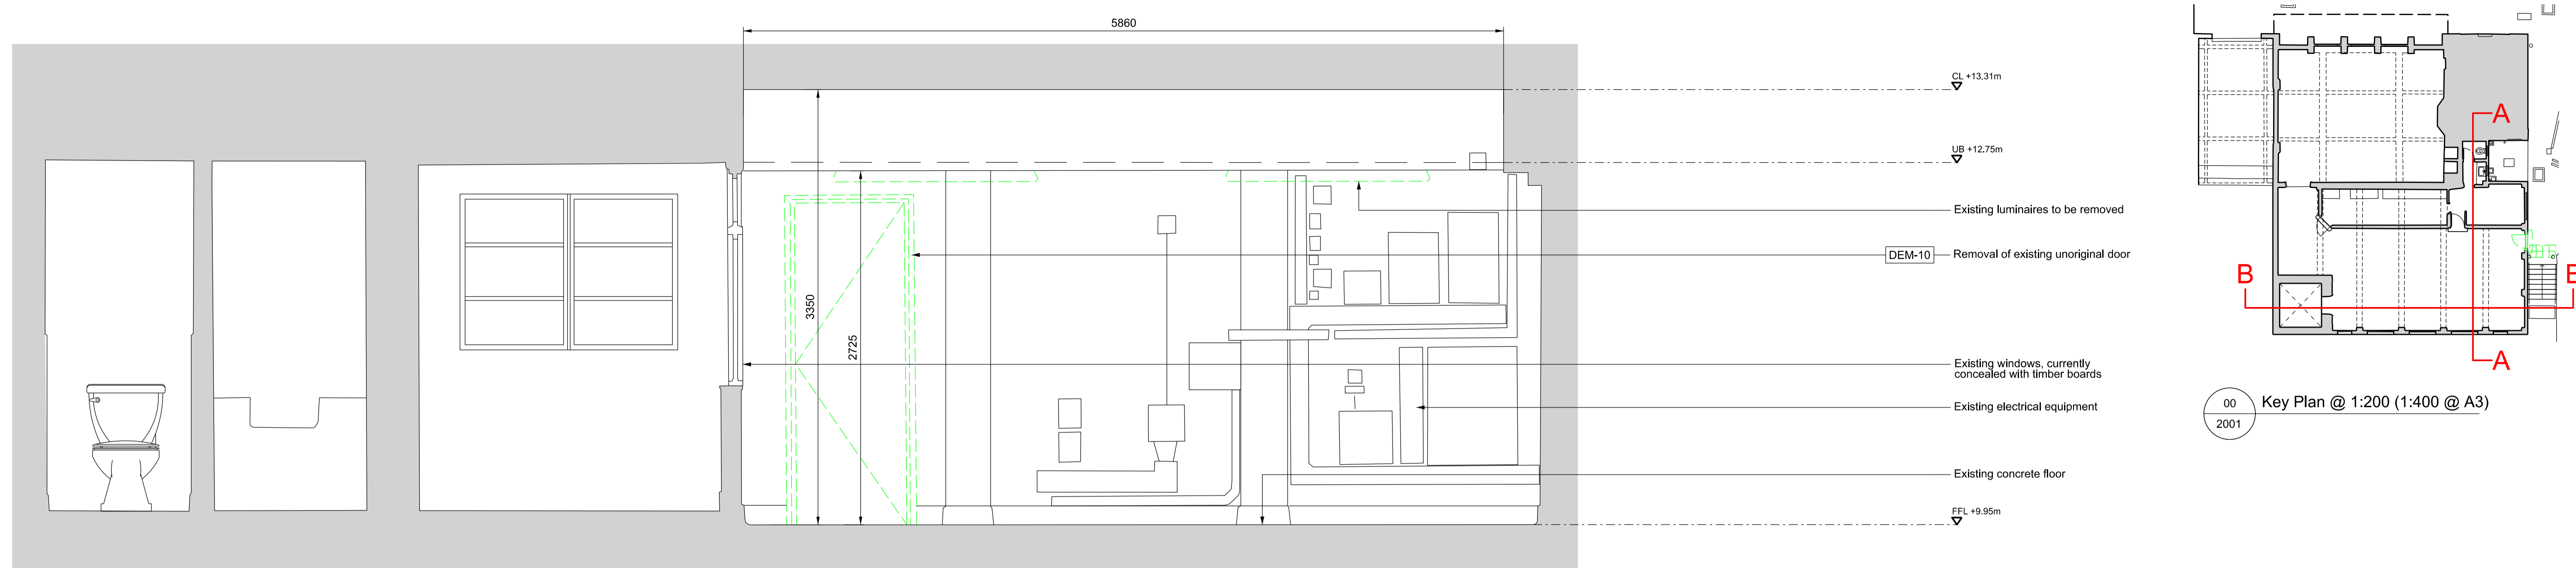 5860
CL +13,31m
UB +12.75m
Existing luminaires to be removed
DEM-10 Removal of existing unoriginal door
3350
2725
Existing windows, currently
concealed with timber boards
Existing electrical equipment
Existing concrete floor
FFL +9.95m
A
B
A
00 Key Plan @ 1:200 (1:400 @ A3)
2001